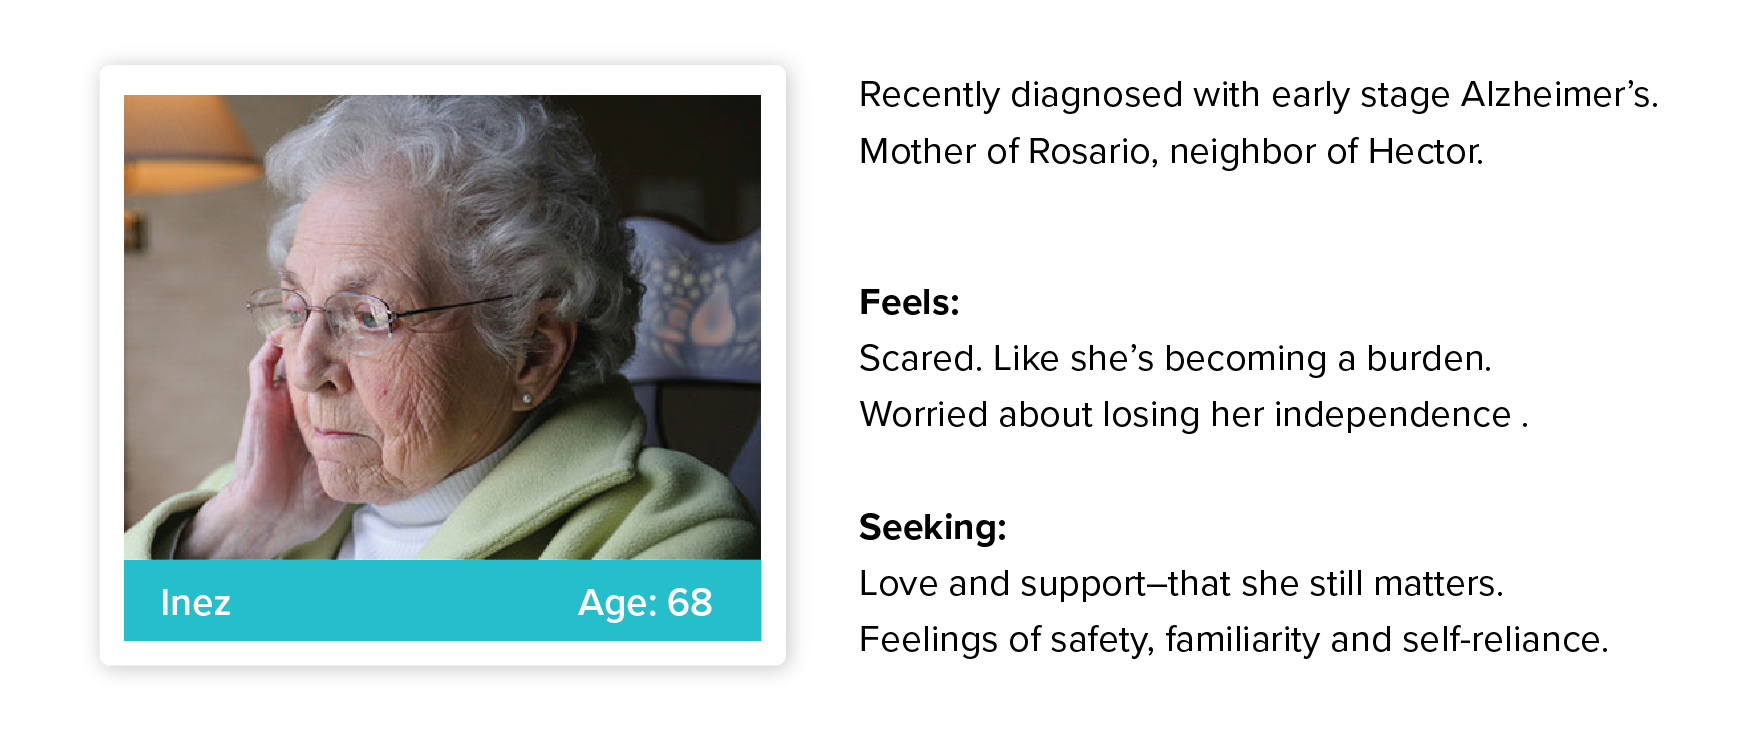 Recently diagnosed with early stage Alzheimer’s.
Mother of Rosario, neighbor of Hector.
Feels:
Scared. Like she’s becoming a burden.
Worried about losing her independence .
Seeking:
Love and support–that she still matters.
Feelings of safety, familiarity and self-reliance.
Inez
Age: 68